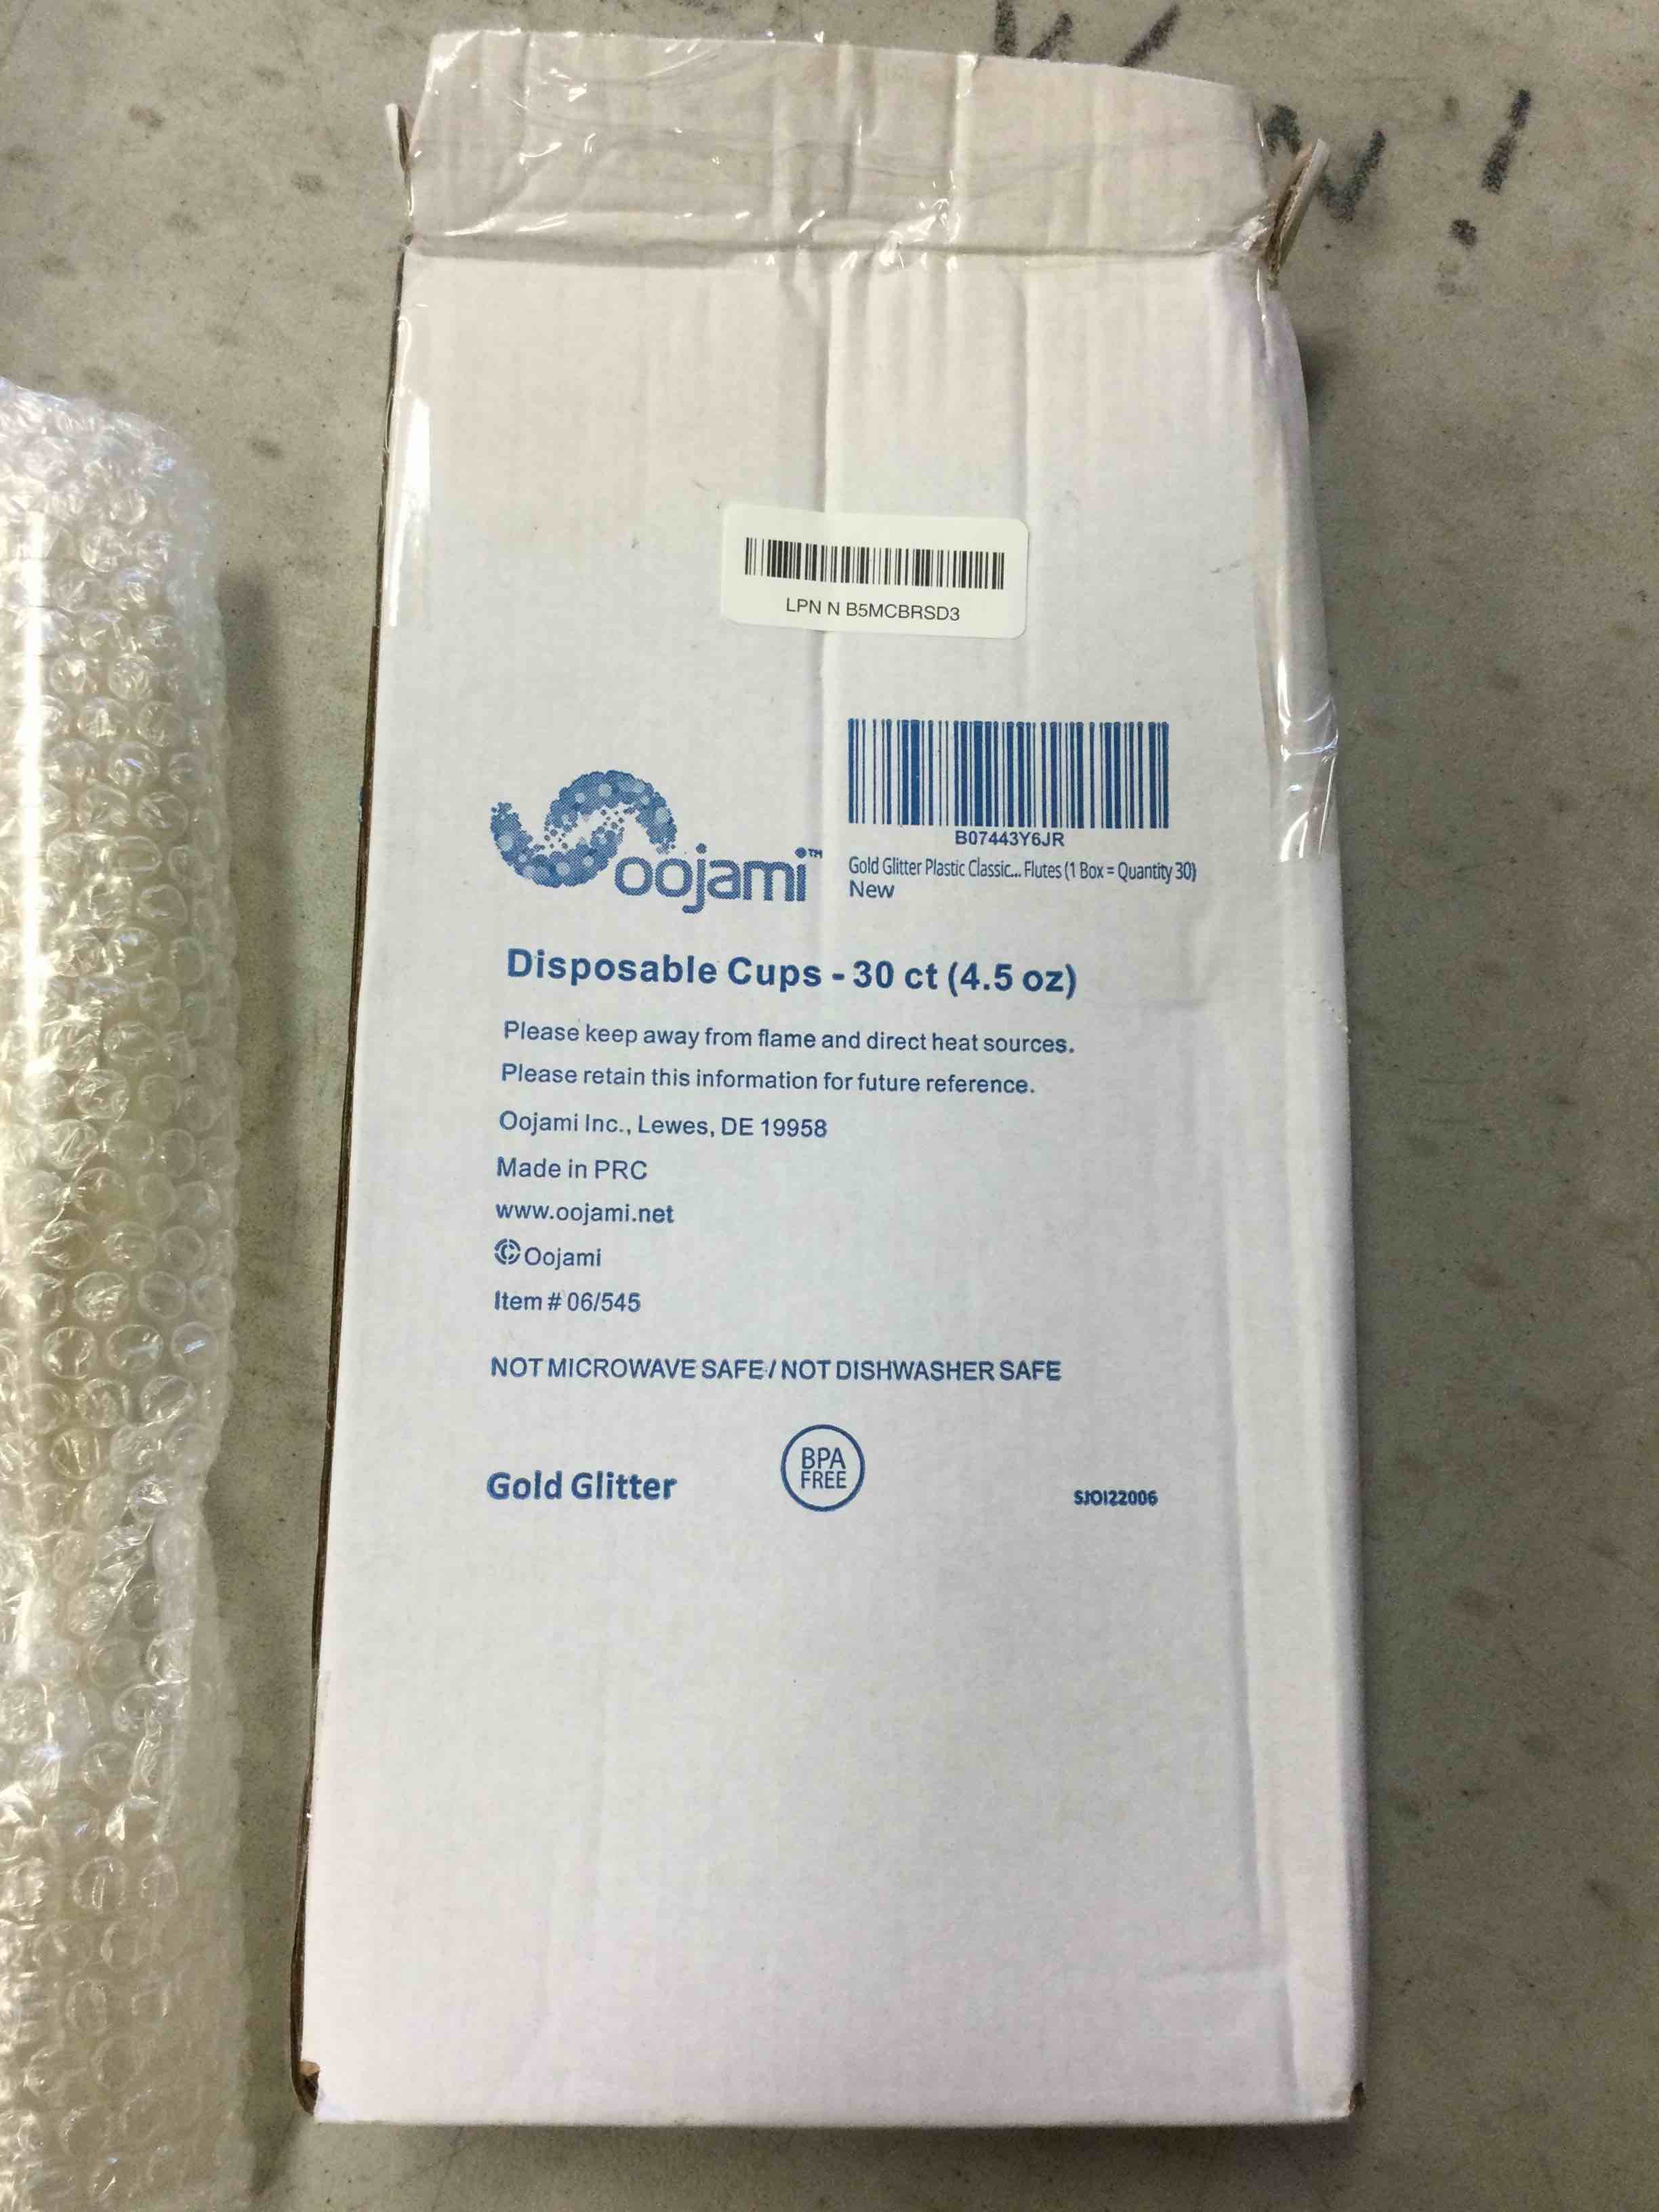 LPN N B5MCBRSD3
oojami™
B07443Y6JR
Gold Glitter Plastic Classic... Flutes (1 Box = Quantity 30)
New
Disposable Cups - 30 ct (4.5 oz)
Please keep away from flame and direct heat sources.
Please retain this information for future reference.
Oojami Inc., Lewes, DE 19958
Made in PRC
www.oojami.net
©Oojami
Item # 06/545
NOT MICROWAVE SAFE / NOT DISHWASHER SAFE
BPA
FREE
Gold Glitter
SJOI22006